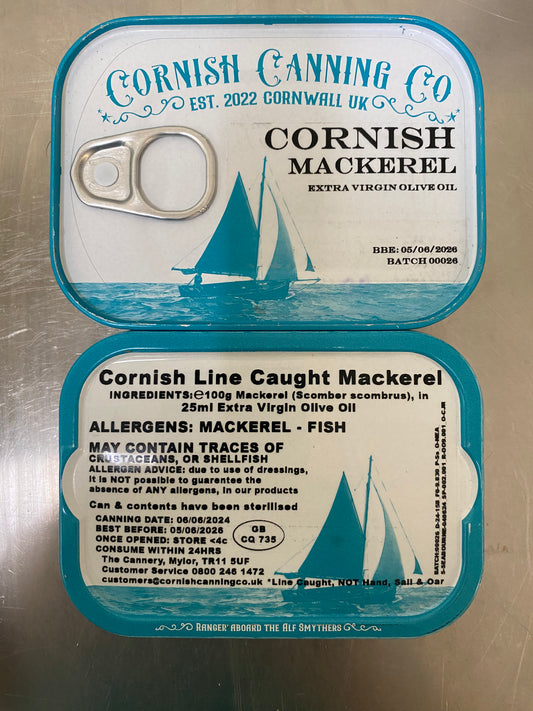 CORNISH CANNING CO
EST. 2022 CORNWALL UK
CORNISH
MACKEREL
EXTRA VIRGIN OLIVE OIL
BBE: 05/06/2026
BATCH 00026
Cornish Line Caught Mackerel
INGREDIENTS:℮100g Mackerel (Scomber scombrus), in
25ml Extra Virgin Olive Oil
ALLERGENS: MACKEREL - FISH
MAY CONTAIN TRACES OF
CRUSTACEANS, OR SHELLFISH
ALLERGEN ADVICE: due to use of dressings,
it is NOT possible to guarentee the
absence of ANY allergens, in our products
Can & contents have been sterilised
CANNING DATE: 06/06/2024
BEST BEFORE: 05/06/2026
ONCE OPENED: STORE <4c
CONSUME WITHIN 24HRS
GB
CQ 735
The Cannery, Mylor, TR11 5UF
Customer Service 0800 246 1472
customers@cornishcanning.co.uk *Line Caught, NOT Hand, Sail & Oar
RANGER' ABOARD THE ALF SMYTHERS